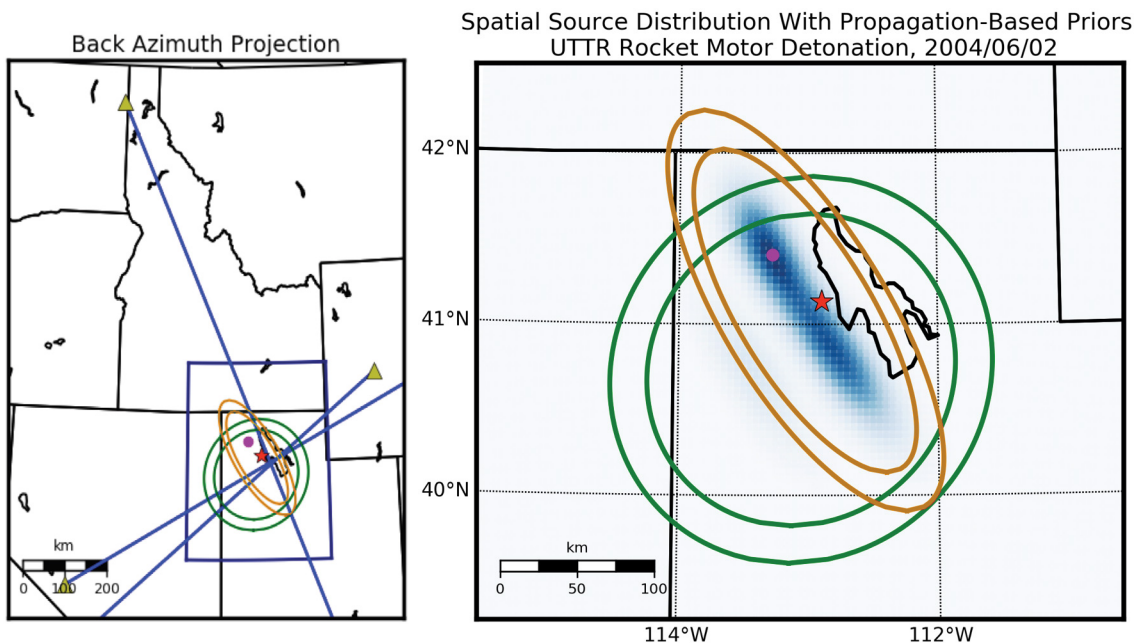 Back Azimuth Projection
km
0 100 200
Spatial Source Distribution With Propagation-Based Priors
UTTR Rocket Motor Detonation, 2004/06/02
42°N
41°N
40°N
km
0 50 100
114°W 112°W